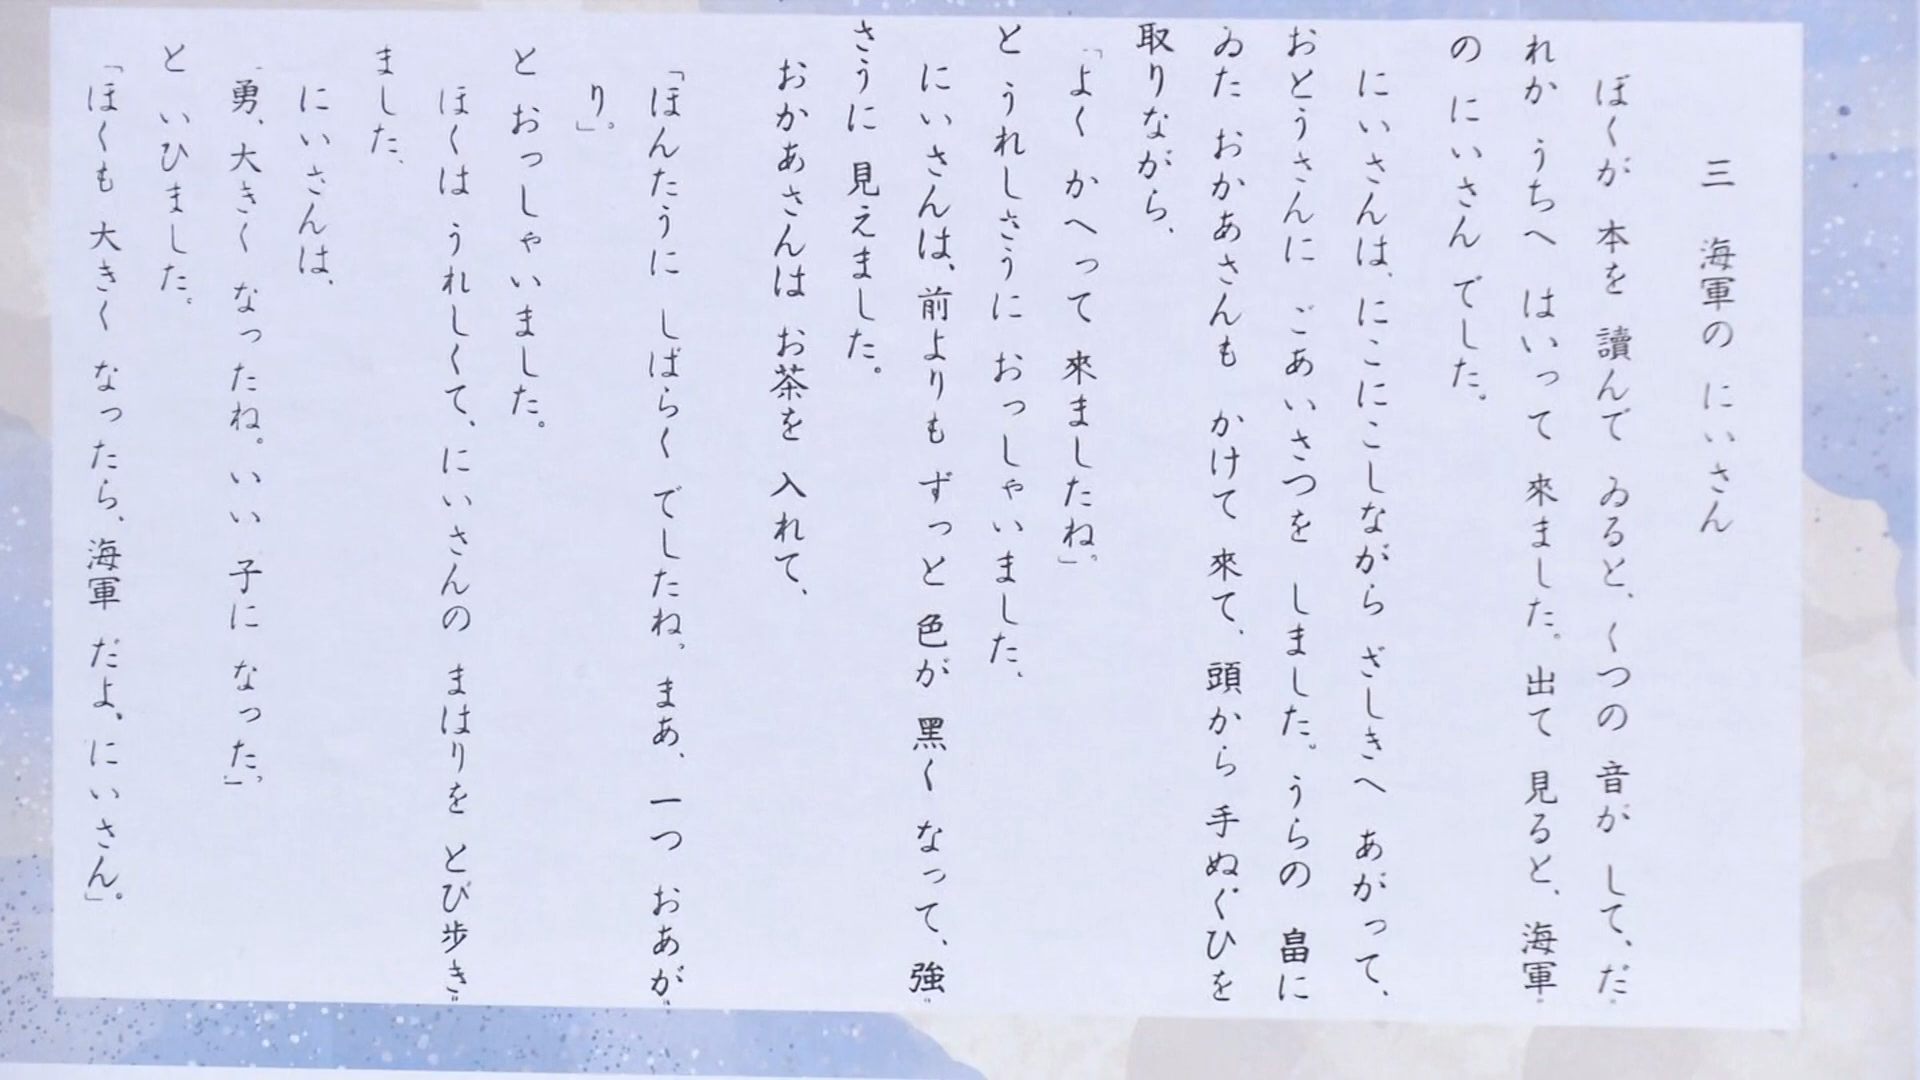 三 海軍の にいさん
ぼくが 本を 讀んで ゐると、くつの 音が して、だ
れか うちへ はいって 來ました。出て 見ると、海軍
の にいさん でした。
にいさんは、にこにこしながら ざしきへ あがって、
おとうさんに ごあいさつを しました。うらの 畠に
ゐた おかあさんも かけて 來て、頭から 手ぬぐひを
取りながら、
「よく かへって 來ましたね。」
と うれしさうに おっしゃいました。
にいさんは、前よりも ずっと 色が 黑く なって、強
さうに 見えました。
おかあさんは お茶を 入れて、
「ほんたうに しばらく でしたね。まあ、一つ おあが
り。」
と おっしゃいました。
ぼくは うれしくて、にいさんの まはりを とび歩き
ました。
にいさんは、
「勇、大きく なったね。いい 子に なった。」
と いひました。
「ぼくも 大きく なったら、海軍 だよ、にいさん。」